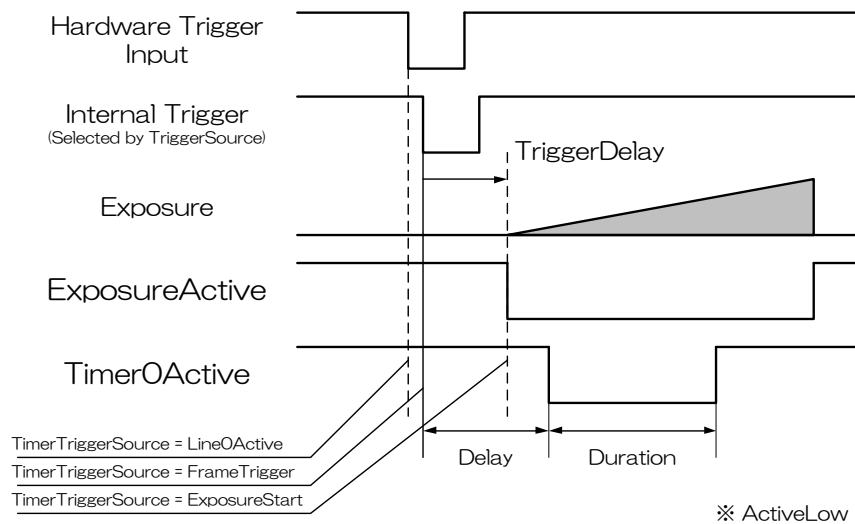 Hardware Trigger
Input
Internal Trigger
(Selected by TriggerSource)
TriggerDelay
Exposure
ExposureActive
Timer0Active
TimerTriggerSource = Line0Active
TimerTriggerSource = FrameTrigger
TimerTriggerSource = ExposureStart
Delay
Duration
※ ActiveLow